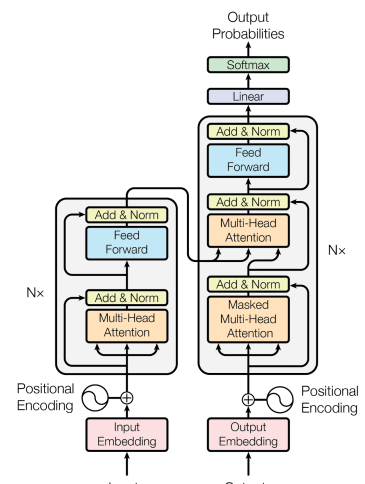 Output
Probabilities
Softmax
Linear
Add & Norm
Feed
Forward
Add & Norm
Multi-Head
Attention
Add & Norm
Masked
Multi-Head
Attention
N×
Add & Norm
Feed
Forward
Add & Norm
Multi-Head
Attention
N×
Positional
Encoding
Positional
Encoding
Input
Embedding
Output
Embedding